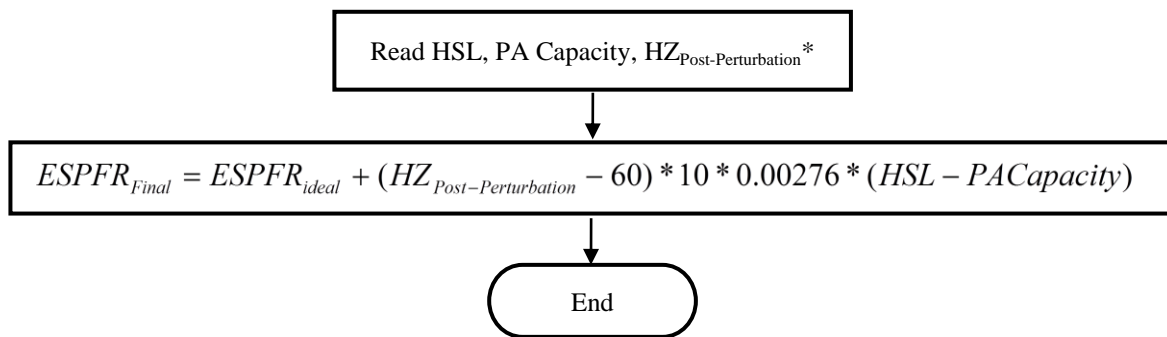 Read HSL, PA Capacity, HZPost-Perturbation*
ESPFRFinal = ESPFRideal + (HZPost−Perturbation − 60) * 10 * 0.00276 * (HSL − PACapacity)
End